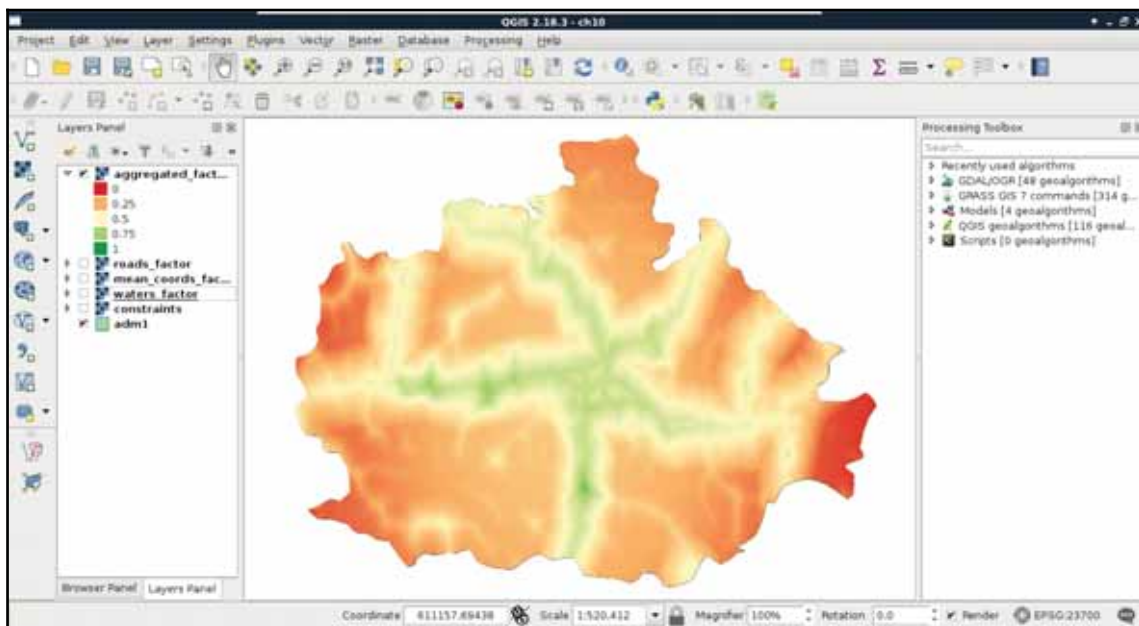 QGIS 2.18.3 - ch10
Project Edit View Layer Settings Plugins Vector Raster Database Processing Help
Layers Panel
aggregated_fact...
0
0.25
0.5
0.75
1
roads_factor
mean_coords_fac...
waters_factor
constraints
adm1
Browser Panel Layers Panel
Processing Toolbox
Search...
Recently used algorithms
GDAL/OGR [48 geoalgorithms]
GRASS GIS 7 commands [314 g...
Models [4 geoalgorithms]
QGIS geoalgorithms [116 geoal...
Scripts [0 geoalgorithms]
Coordinate 611157,69438 Scale 1:520,412 Magnifier 100% Rotation 0.0 Render EPSG:23700